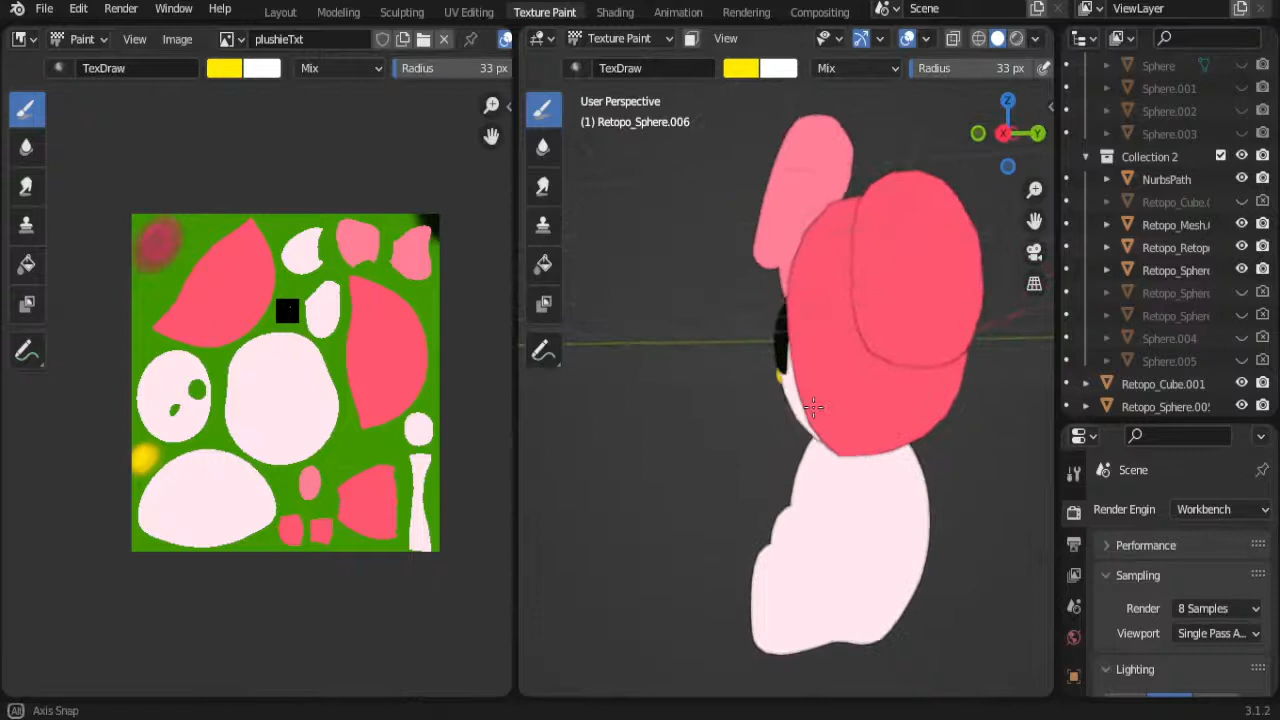 File Edit Render Window Help Layout Modeling Sculpting UV Editing Texture Paint Shading Animation Rendering Compositing Scene ViewLayer
Paint View Image plushieTxt Texture Paint View
TexDraw Mix Radius 33 px TexDraw Mix Radius 33 px
User Perspective
(1) Retopo_Sphere.006
Z
X
Y
Sphere
Sphere.001
Sphere.002
Sphere.003
Collection 2
NurbsPath
Retopo_Cube.(
Retopo_Mesh.(
Retopo_Retop
Retopo_Sphere
Retopo_Sphere
Retopo_Sphere
Sphere.004
Sphere.005
Retopo_Cube.001
Retopo_Sphere.00
Scene
Render Engin Workbench
Performance
Sampling
Render 8 Samples
Viewport Single Pass A...
Lighting
Alt Axis Snap 3.1.2